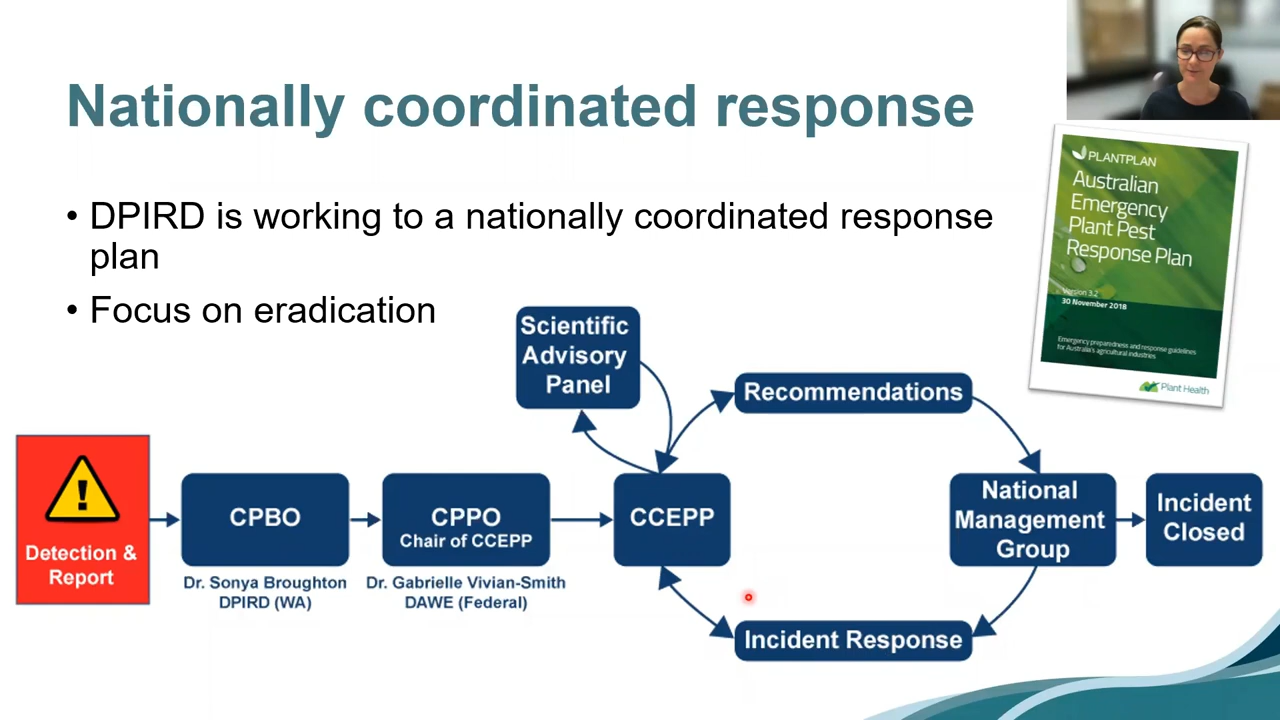 Nationally coordinated response
• DPIRD is working to a nationally coordinated response
plan
• Focus on eradication
PLANTPLAN
Australian
Emergency
Plant Pest
Response Plan
Version 3.2
30 November 2018
Emergency preparedness and response guidelines
for Australia's agricultural industries
Plant Health
Scientific
Advisory
Panel
Recommendations
!
Detection &
Report
CPBO
Dr. Sonya Broughton
DPIRD (WA)
CPPO
Chair of CCEPP
Dr. Gabrielle Vivian-Smith
DAWE (Federal)
CCEPP
National
Management
Group
Incident
Closed
Incident Response